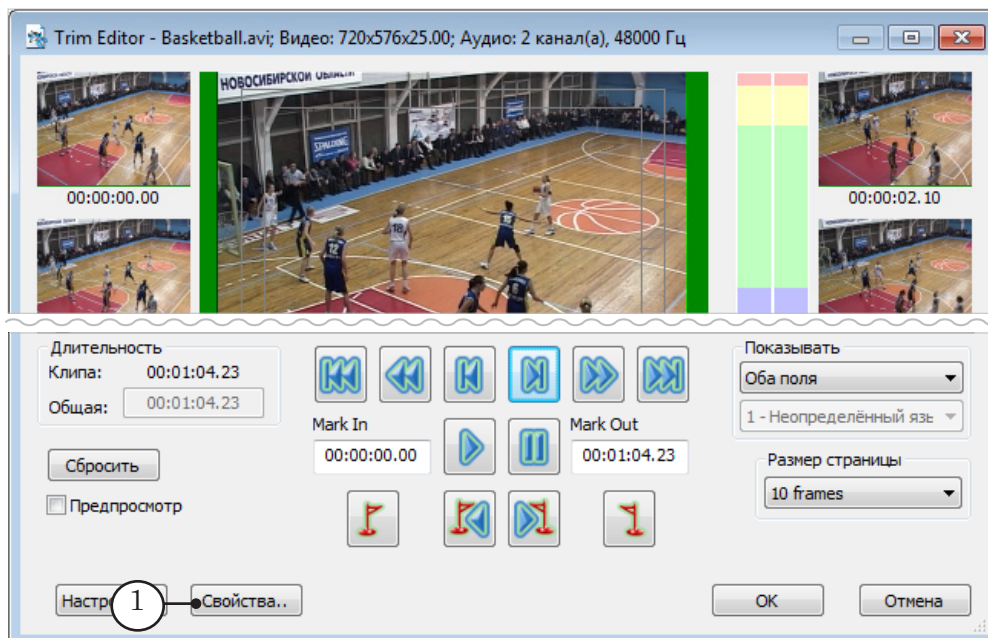 Trim Editor - Basketball.avi; Видео: 720x576x25.00; Аудио: 2 канал(а), 48000 Гц
НОВОСИБИРСКОЙ ОБЛАСТИ
SPALDING
00:00:00.00
00:00:02.10
Длительность
Клипа: 00:01:04.23
Общая: 00:01:04.23
Сбросить
Предпросмотр
Mark In
00:00:00.00
Mark Out
00:01:04.23
Показывать
Оба поля
1 - Неопределённый язь
Размер страницы
10 frames
Настр
1
Свойства..
OK
Отмена